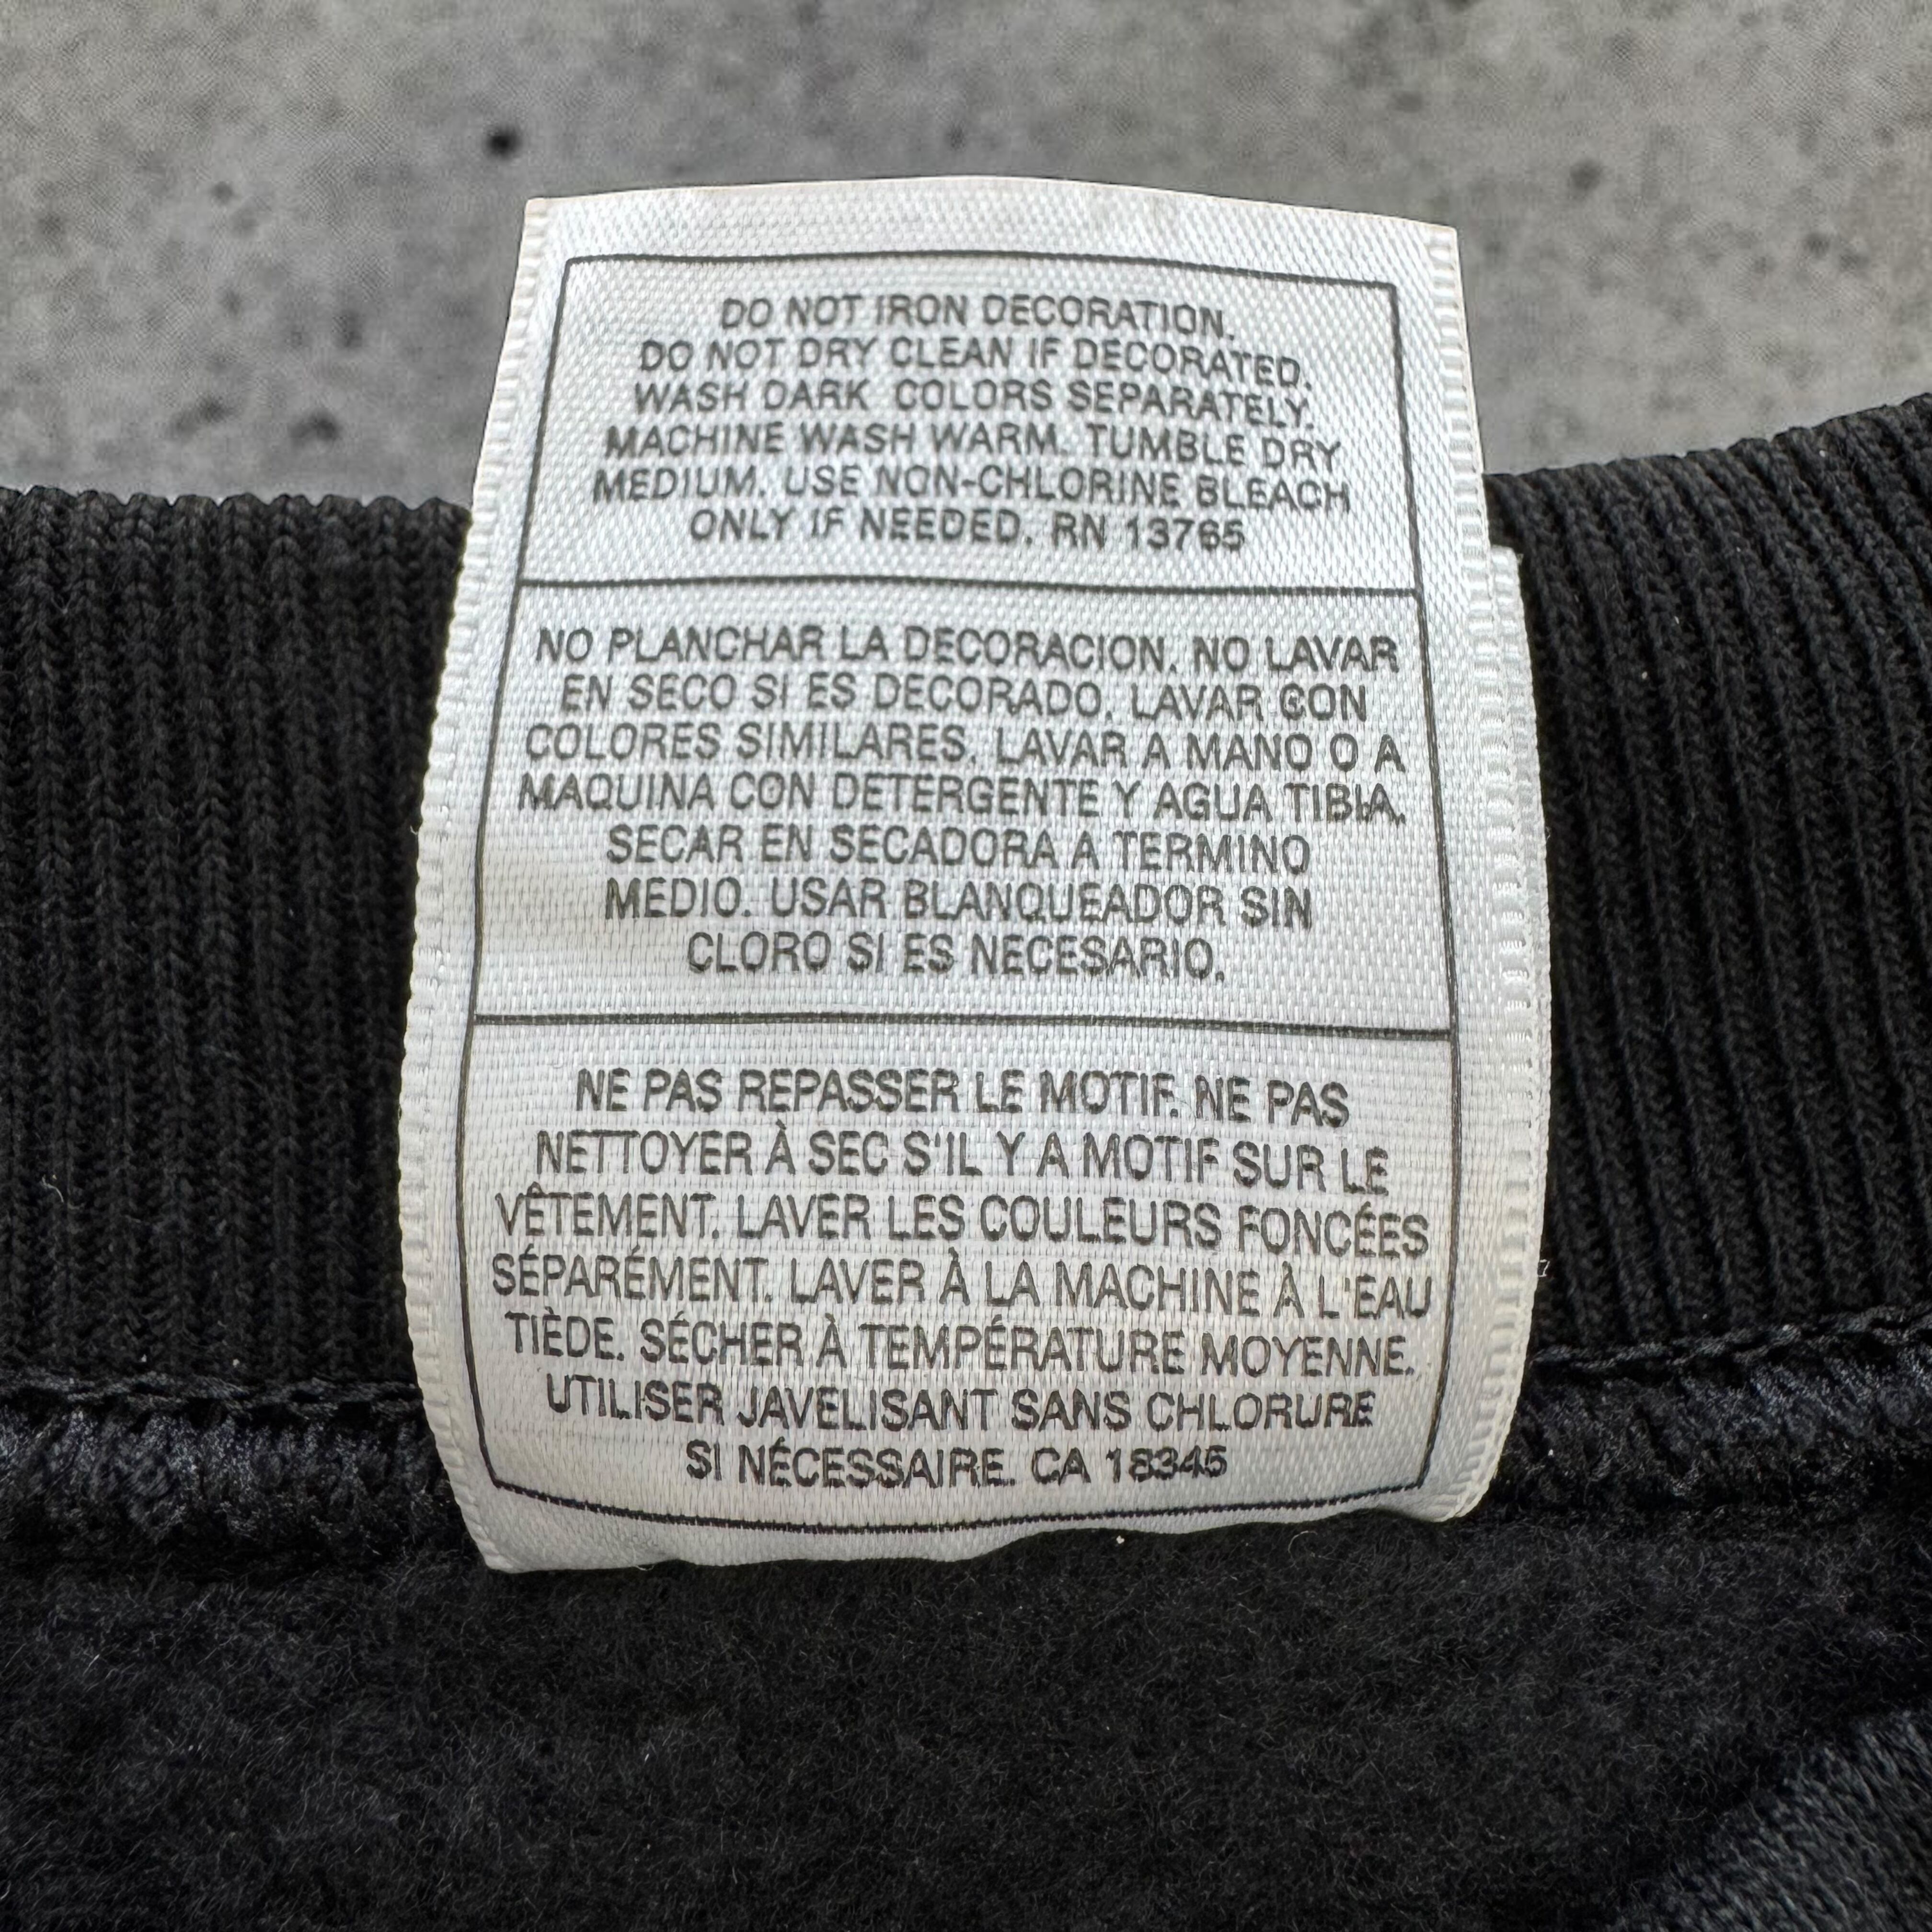 DO NOT IRON DECORATION.
DO NOT DRY CLEAN IF DECORATED.
WASH DARK COLORS SEPARATELY.
MACHINE WASH WARM. TUMBLE DRY
MEDIUM. USE NON-CHLORINE BLEACH
ONLY IF NEEDED. RN 13765
NO PLANCHAR LA DECORACION. NO LAVAR
EN SECO SI ES DECORADO. LAVAR CON
COLORES SIMILARES. LAVAR A MANO O A
MAQUINA CON DETERGENTE Y AGUA TIBIA.
SECAR EN SECADORA A TERMINO
MEDIO. USAR BLANQUEADOR SIN
CLORO SI ES NECESARIO.
NE PAS REPASSER LE MOTIF. NE PAS
NETTOYER À SEC S'IL Y A MOTIF SUR LE
VÊTEMENT. LAVER LES COULEURS FONCÉES
SÉPARÉMENT. LAVER À LA MACHINE À L'EAU
TIÈDE. SÉCHER À TEMPÉRATURE MOYENNE.
UTILISER JAVELISANT SANS CHLORURE
SI NÉCESSAIRE. CA 18345